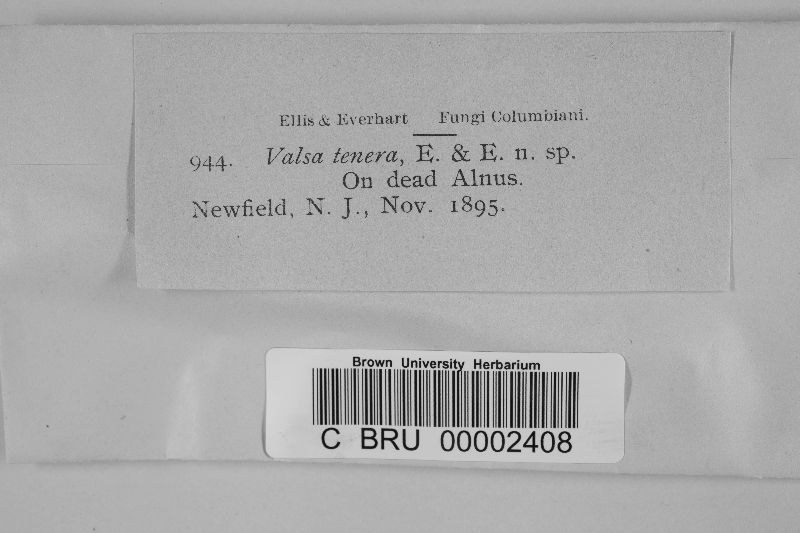 Ellis & Everhart Fungi Columbiani.
944. Valsa tenera, E. & E. n. sp.
On dead Alnus.
Newfield, N. J., Nov. 1895.
Brown University Herbarium
C BRU 00002408